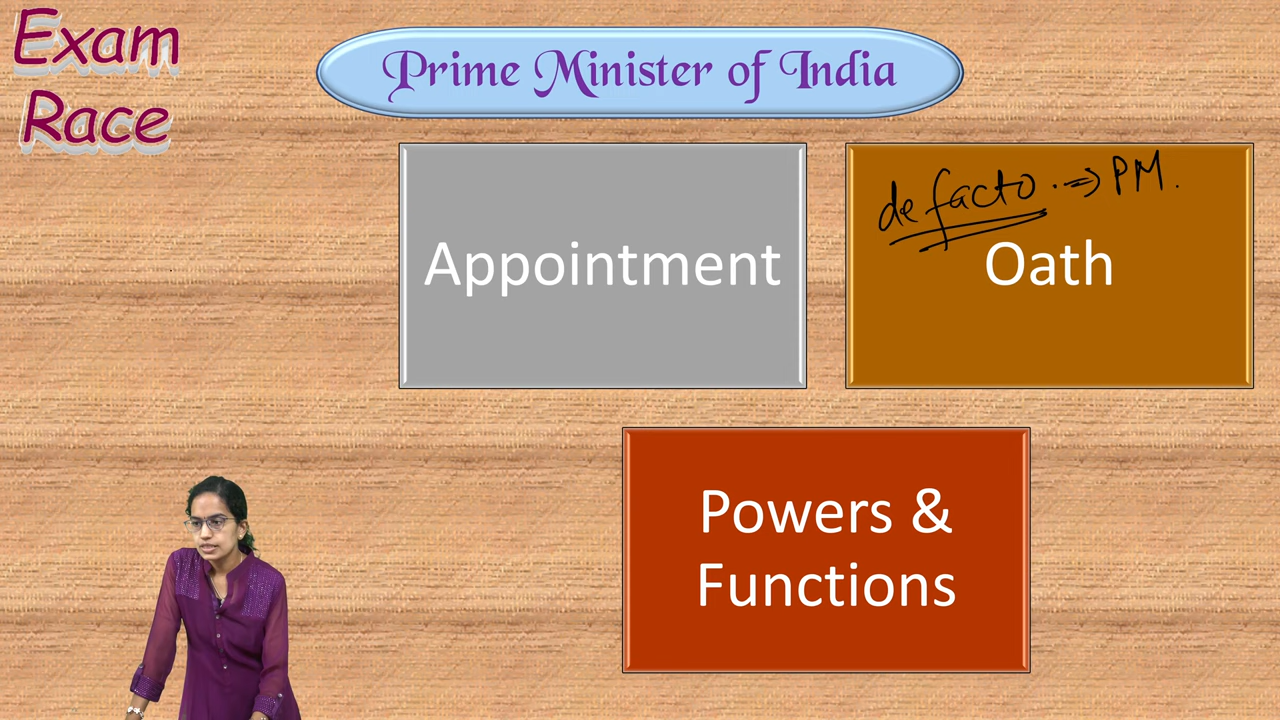 Exam
Race
Prime Minister of India
Appointment
de facto . => PM.
Oath
Powers &
Functions